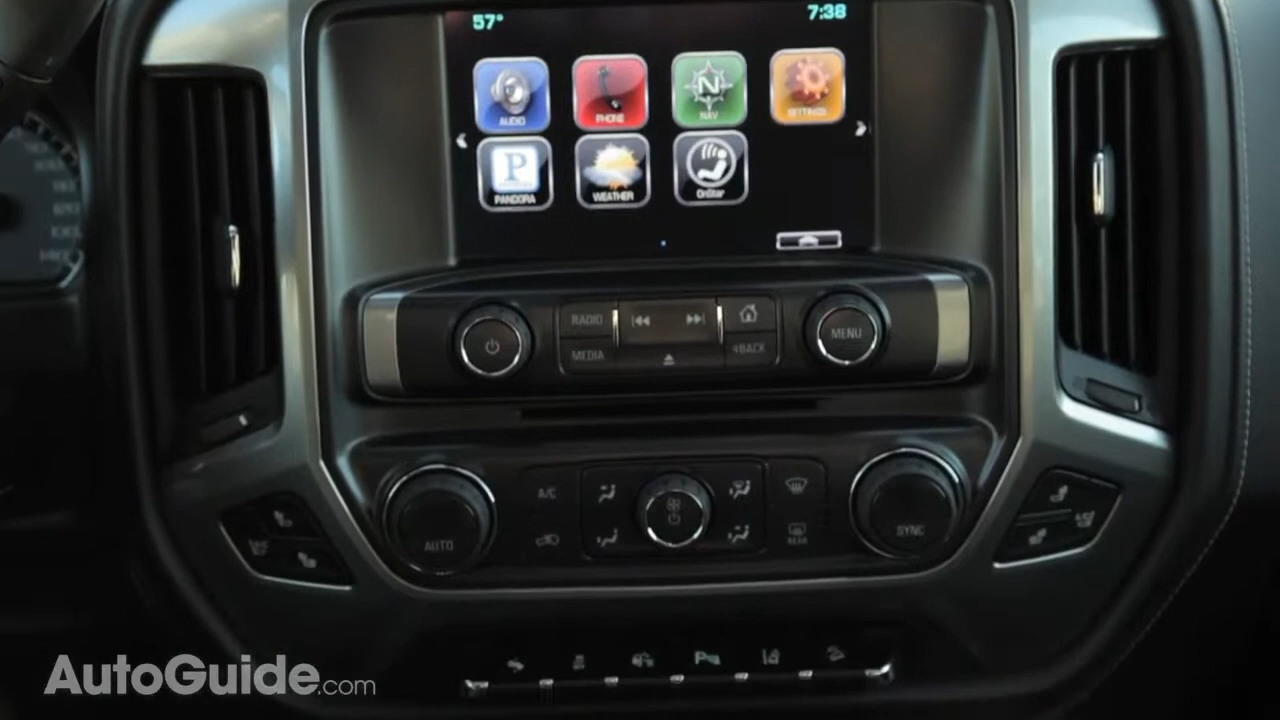 57° 7:38
AUDIO PHONE N NAV SETTINGS
P PANDORA WEATHER OnStar
RADIO MENU
MEDIA <BACK
A/C
AUTO REAR SYNC
AutoGuide.com